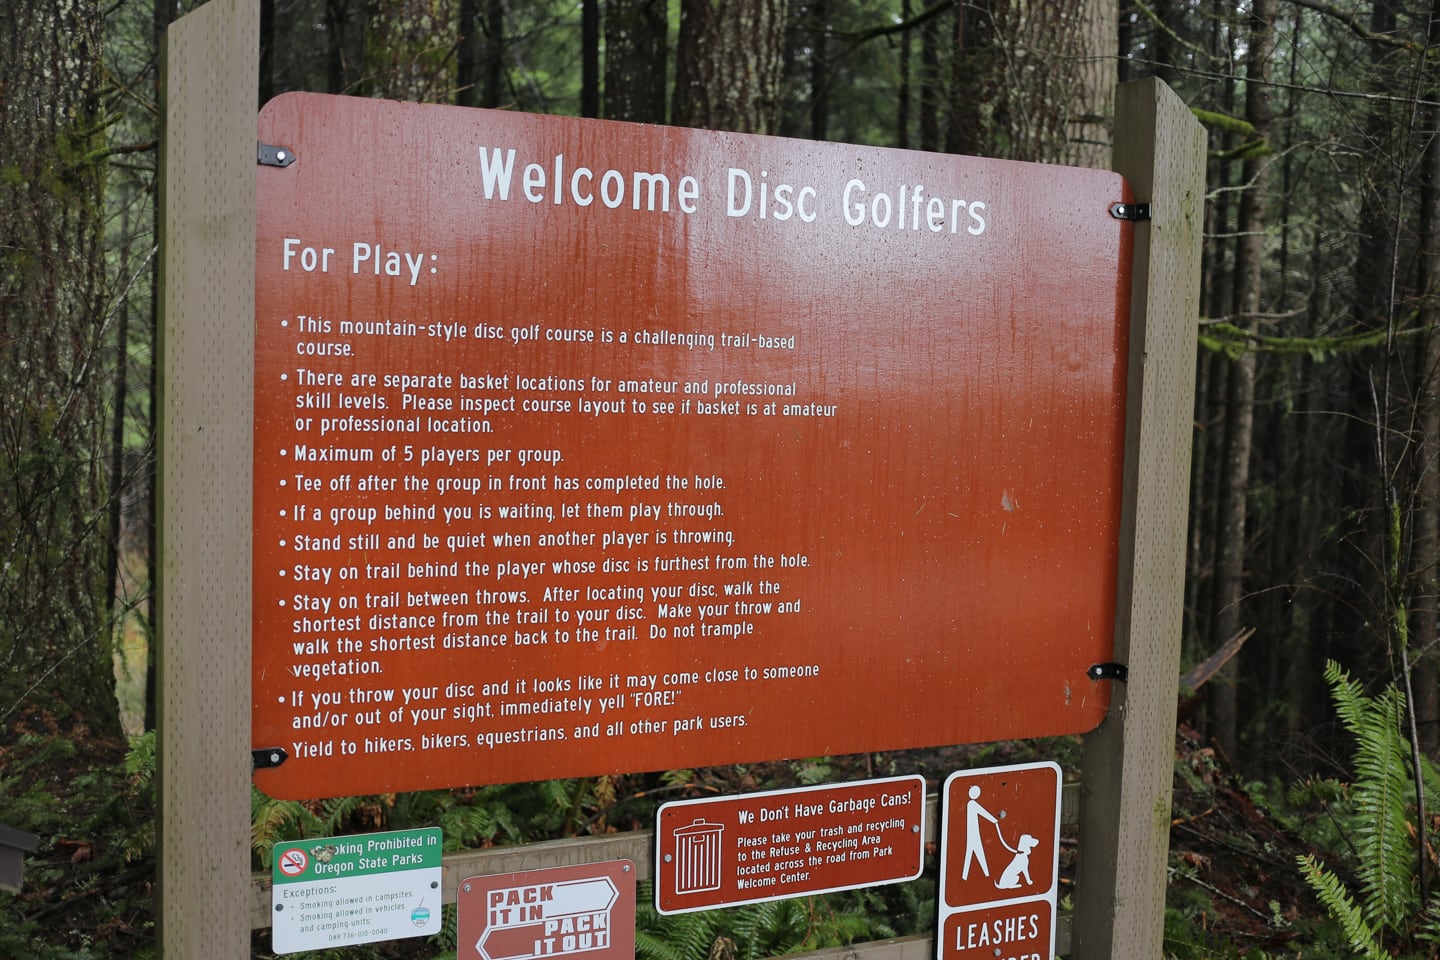 Welcome Disc Golfers
For Play:
• This mountain-style disc golf course is a challenging trail-based
course.
• There are separate basket locations for amateur and professional
skill levels. Please inspect course layout to see if basket is at amateur
or professional location.
• Maximum of 5 players per group.
• Tee off after the group in front has completed the hole.
• If a group behind you is waiting, let them play through.
• Stand still and be quiet when another player is throwing.
• Stay on trail behind the player whose disc is furthest from the hole.
• Stay on trail between throws. After locating your disc, walk the
shortest distance from the trail to your disc. Make your throw and
walk the shortest distance back to the trail. Do not trample
vegetation.
• If you throw your disc and it looks like it may come close to someone
and/or out of your sight, immediately yell "FORE!"
• Yield to hikers, bikers, equestrians, and all other park users.
Smoking Prohibited in
Oregon State Parks
Exceptions:
- Smoking allowed in campsites.
- Smoking allowed in vehicles
and camping units.
OAR 736-010-0040
PACK
IT IN
PACK
IT OUT
We Don't Have Garbage Cans!
Please take your trash and recycling
to the Refuse & Recycling Area
located across the road from Park
Welcome Center.
LEASHES